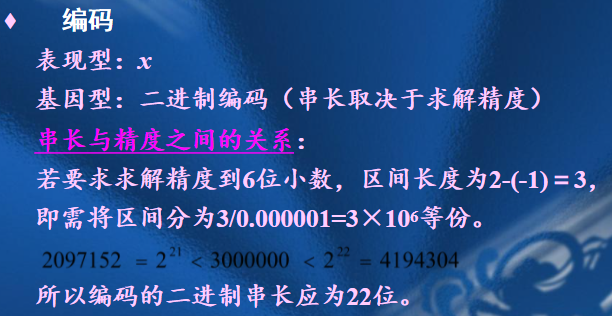 编码
表现型：x
基因型：二进制编码（串长取决于求解精度）
串长与精度之间的关系：
若要求求解精度到6位小数，区间长度为2-(-1)＝3，
即需将区间分为3/0.000001=3×10⁶等份。
2097152 = 2²¹ < 3000000 < 2²² = 4194304
所以编码的二进制串长应为22位。